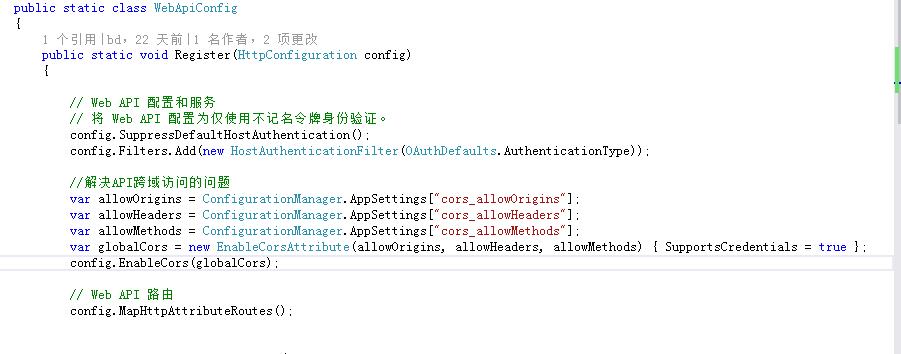 public static class WebApiConfig
{
1 个引用|bd，22 天前|1 名作者，2 项更改
public static void Register(HttpConfiguration config)
{
// Web API 配置和服务
// 将 Web API 配置为仅使用不记名令牌身份验证。
config.SuppressDefaultHostAuthentication();
config.Filters.Add(new HostAuthenticationFilter(OAuthDefaults.AuthenticationType));
//解决API跨域访问的问题
var allowOrigins = ConfigurationManager.AppSettings["cors_allowOrigins"];
var allowHeaders = ConfigurationManager.AppSettings["cors_allowHeaders"];
var allowMethods = ConfigurationManager.AppSettings["cors_allowMethods"];
var globalCors = new EnableCorsAttribute(allowOrigins, allowHeaders, allowMethods) { SupportsCredentials = true };
config.EnableCors(globalCors);
// Web API 路由
config.MapHttpAttributeRoutes();